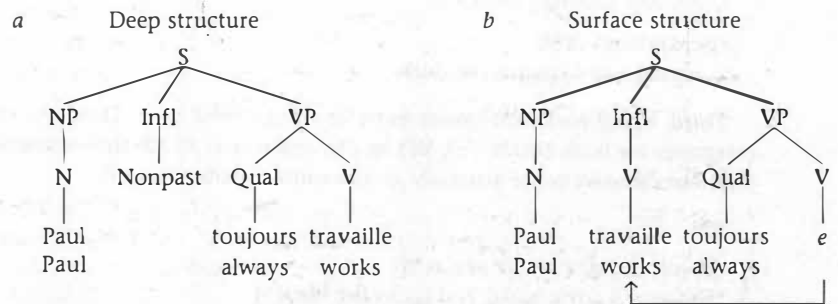 a Deep structure b Surface structure
S S
NP Infl VP NP Infl VP
N Nonpast Qual V N V Qual V
Paul toujours travaille Paul travaille toujours e
Paul always works Paul works always